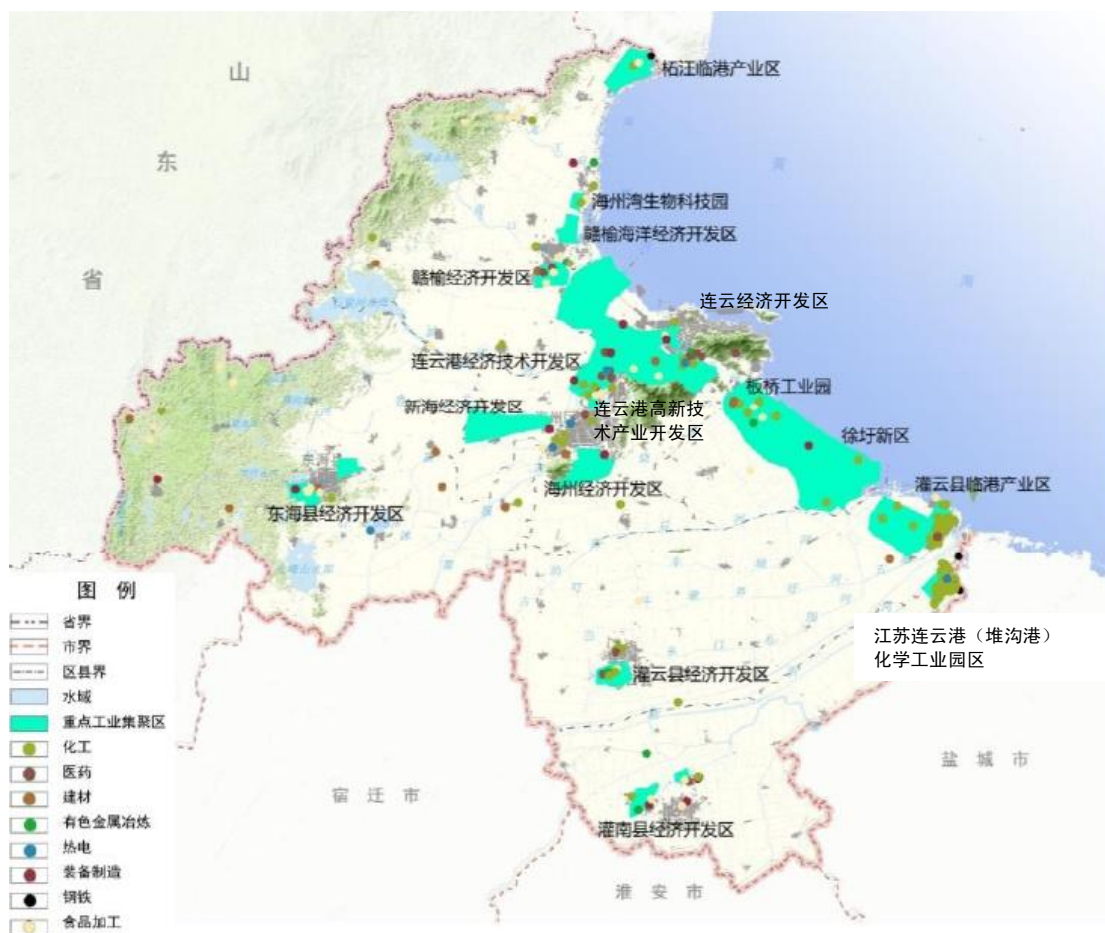 山
东
省
柘汪临港产业区
海州湾生物科技园
赣榆海洋经济开发区
赣榆经济开发区
连云经济开发区
连云港经济技术开发区
板桥工业园
新海经济开发区
连云港高新技
术产业开发区
徐圩新区
海州经济开发区
灌云县临港产业区
东海县经济开发区
江苏连云港（堆沟港）
化学工业园区
灌云县经济开发区
灌南县经济开发区
盐城市
宿迁市
淮安市
图 例
省界
市界
区县界
水域
重点工业集聚区
化工
医药
建材
有色金属冶炼
热电
装备制造
钢铁
食品加工